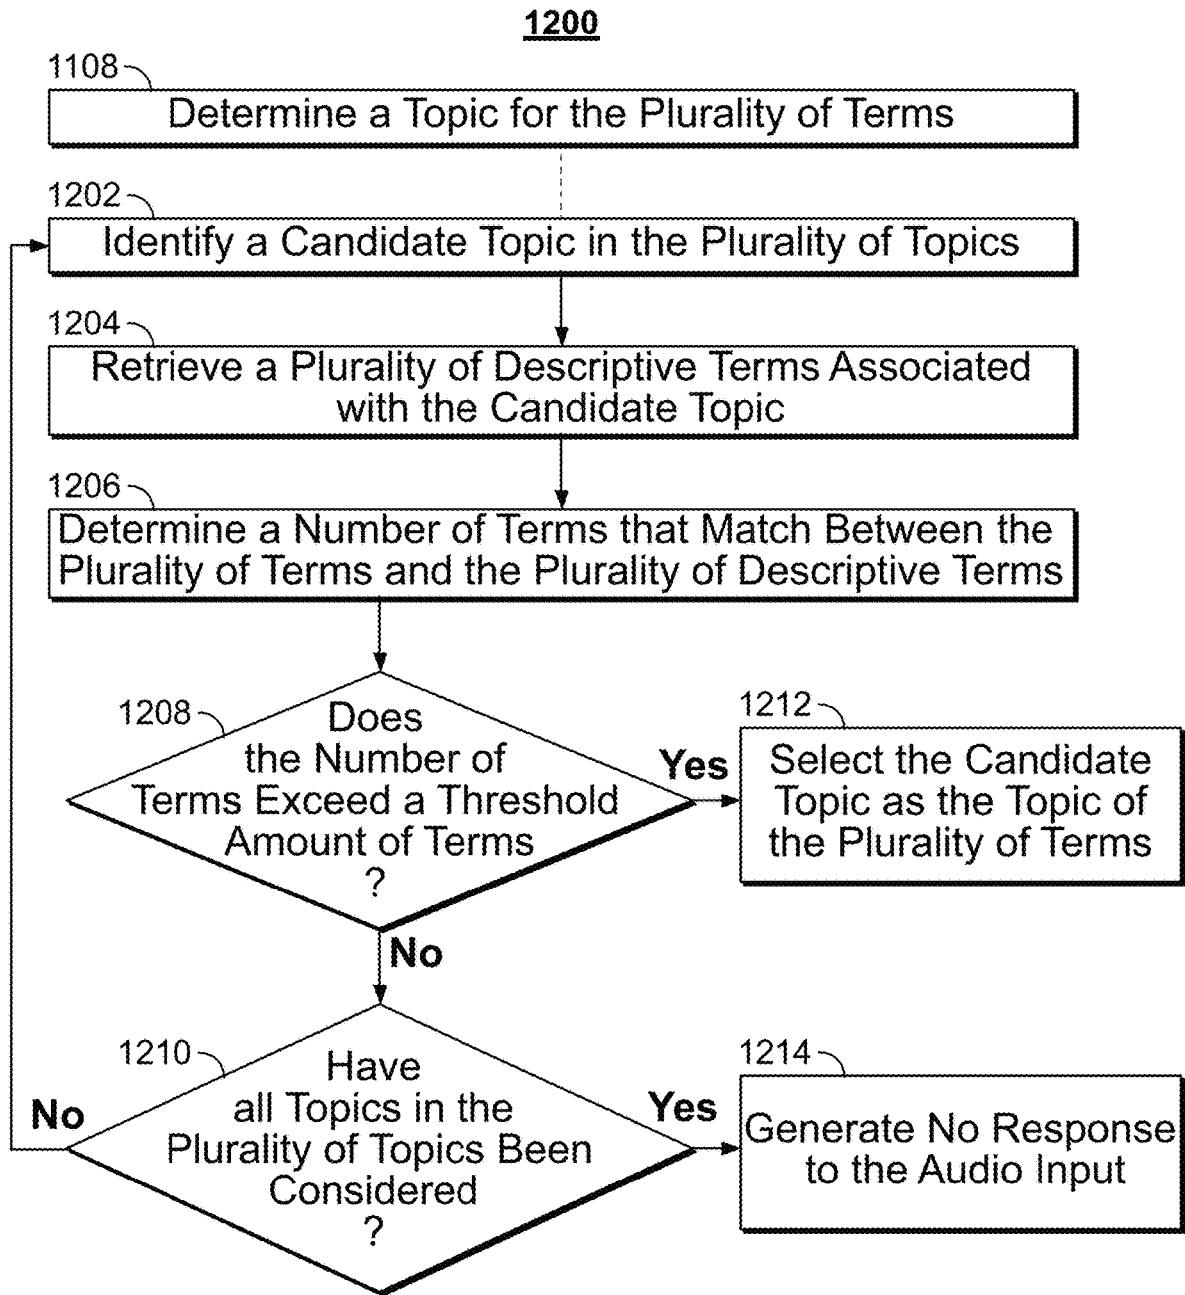 1200
1108
Determine a Topic for the Plurality of Terms
1202
Identify a Candidate Topic in the Plurality of Topics
1204
Retrieve a Plurality of Descriptive Terms Associated
with the Candidate Topic
1206
Determine a Number of Terms that Match Between the
Plurality of Terms and the Plurality of Descriptive Terms
1208
Does
the Number of
Terms Exceed a Threshold
Amount of Terms
?
Yes
1212
Select the Candidate
Topic as the Topic of
the Plurality of Terms
No
1210
Have
all Topics in the
Plurality of Topics Been
Considered
?
No
Yes
1214
Generate No Response
to the Audio Input